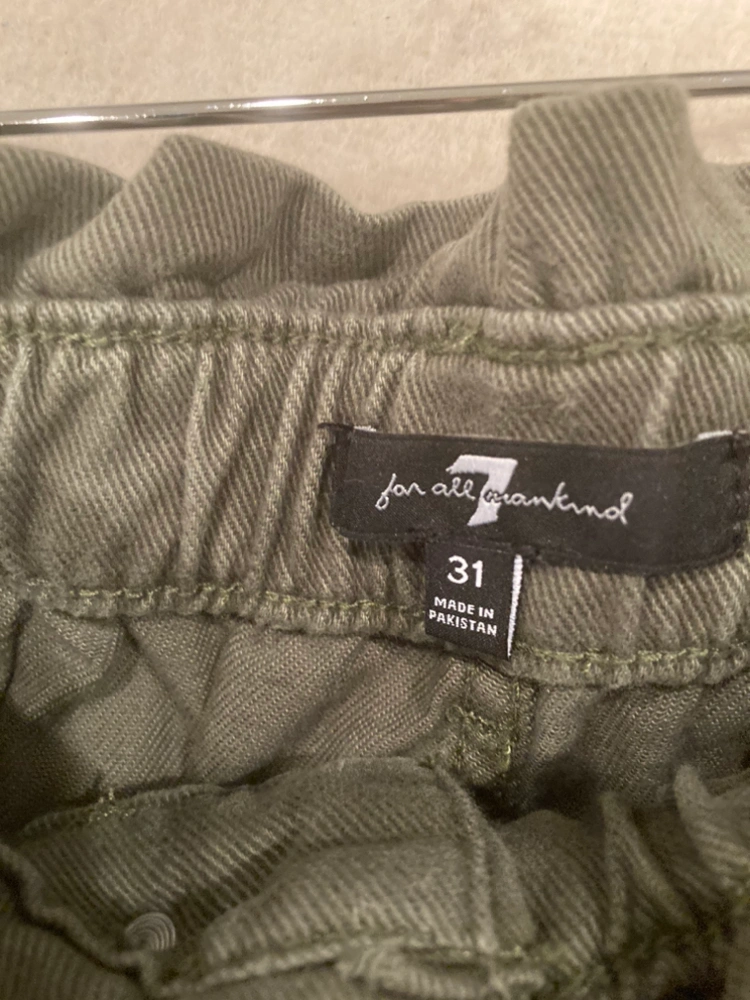 7
for all mankind
31
MADE IN
PAKISTAN